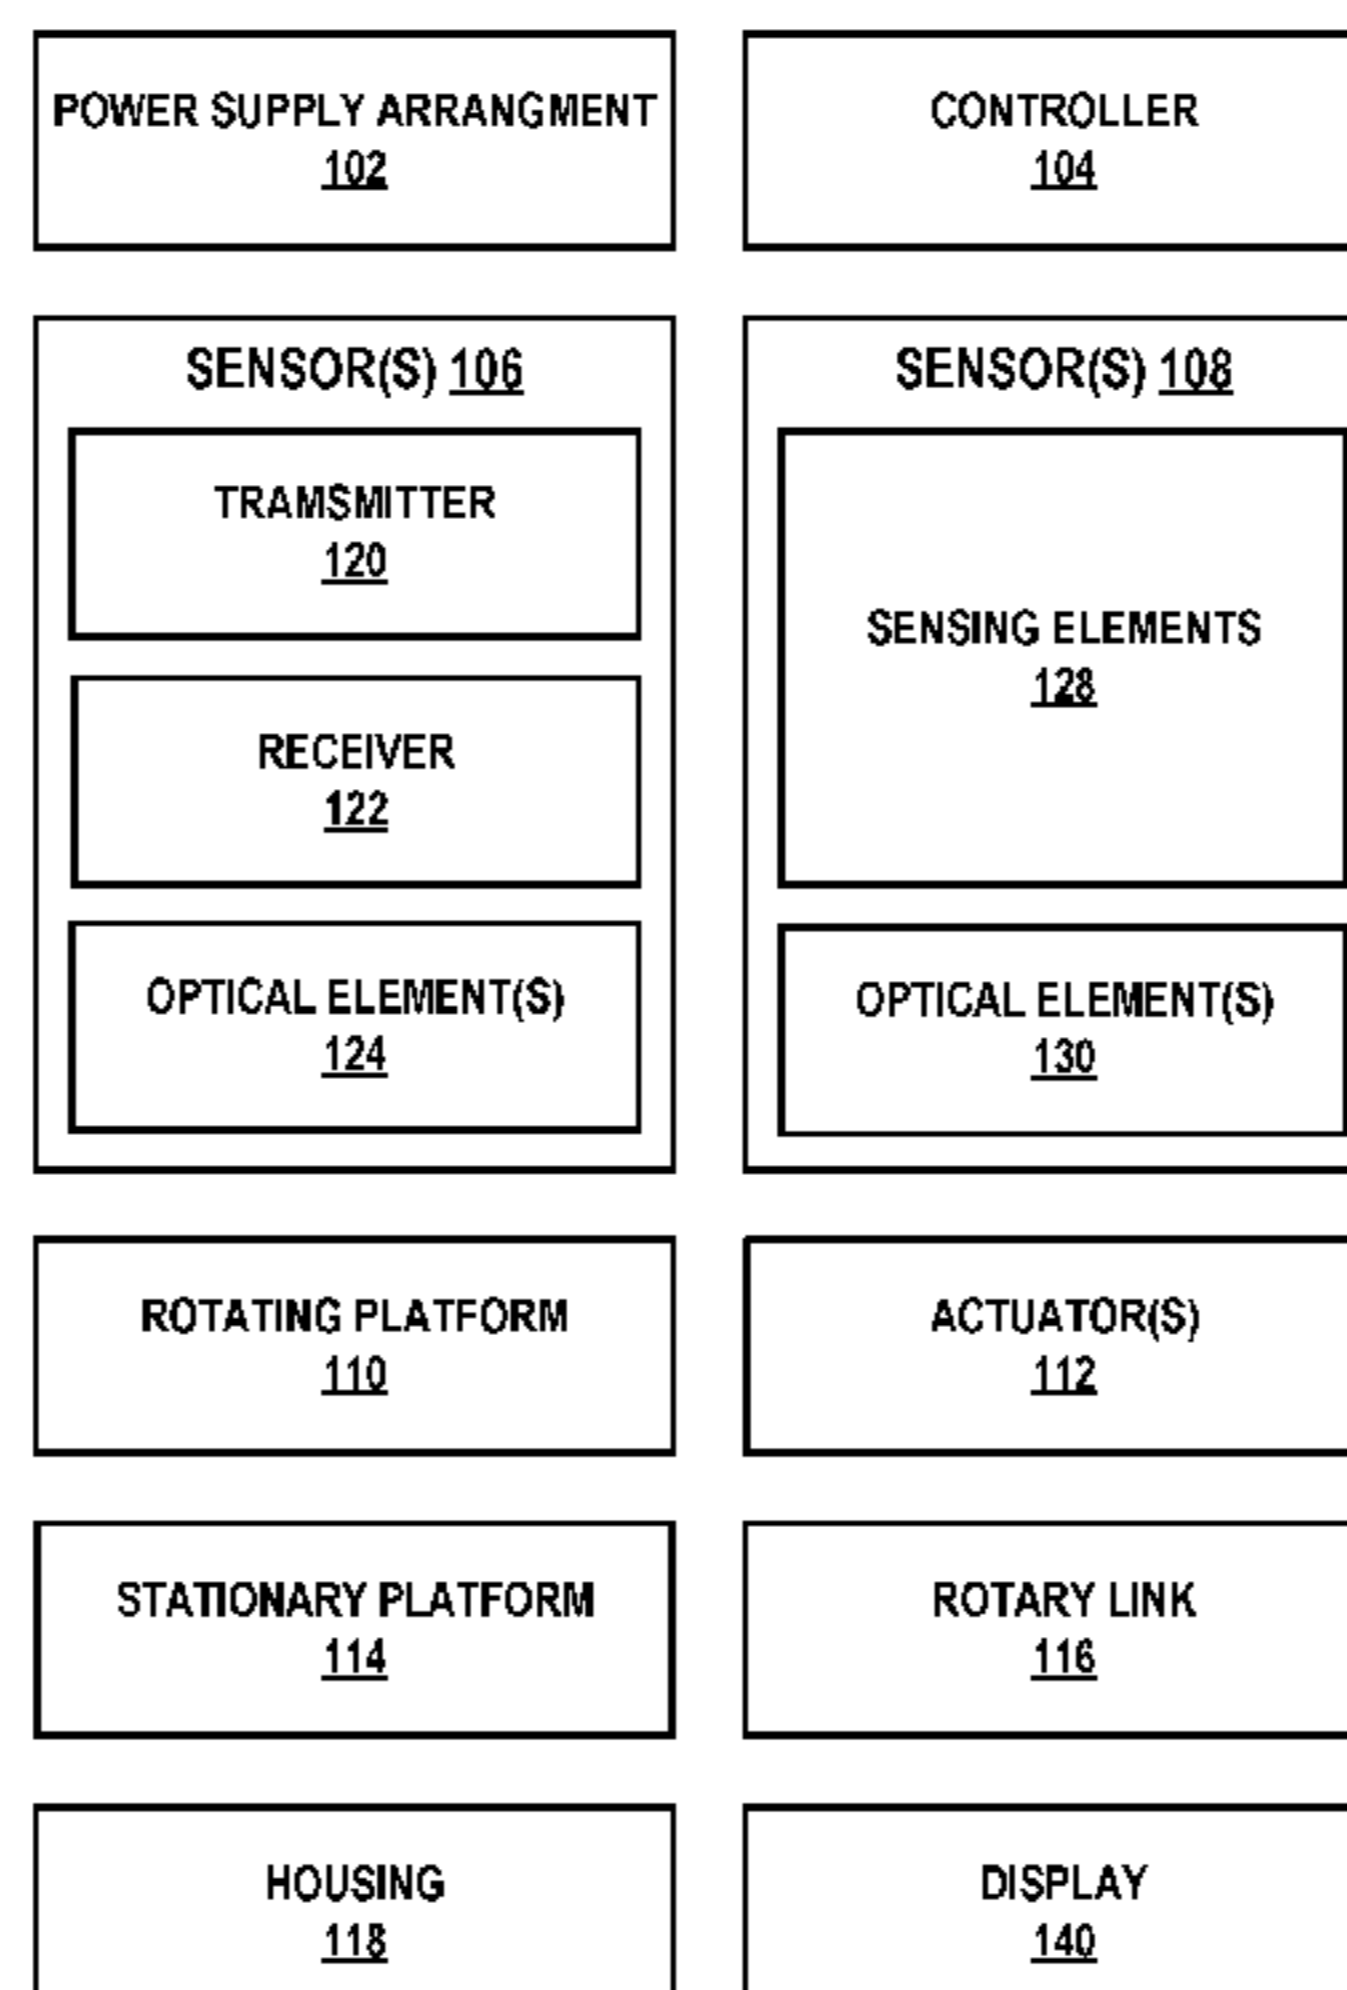 POWER SUPPLY ARRANGMENT
102
CONTROLLER
104
SENSOR(S) 106
TRAMSMITTER
120
RECEIVER
122
OPTICAL ELEMENT(S)
124
SENSOR(S) 108
SENSING ELEMENTS
128
OPTICAL ELEMENT(S)
130
ROTATING PLATFORM
110
ACTUATOR(S)
112
STATIONARY PLATFORM
114
ROTARY LINK
116
HOUSING
118
DISPLAY
140